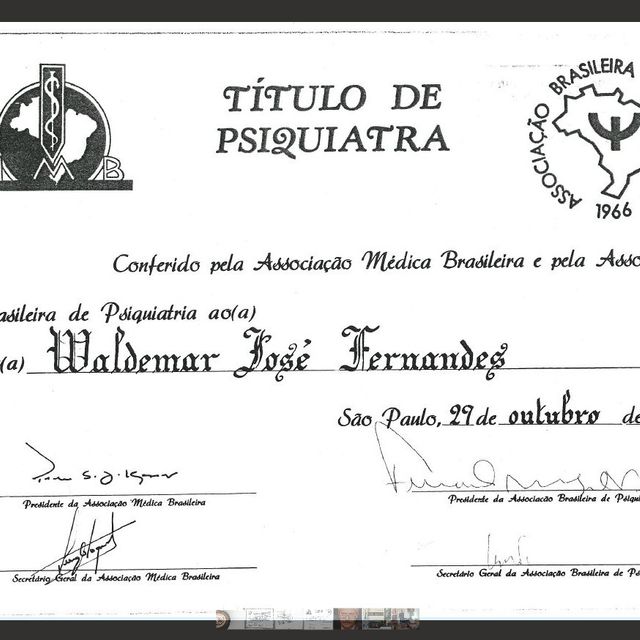 TÍTULO DE
PSIQUIATRA
AMB
ASSOCIAÇÃO BRASILEIRA
1966
Conferido pela Associação Médica Brasileira e pela Asso
asileira de Psiquiatria ao(a)
(a) Waldemar José Fernandes
São Paulo, 29 de outubro de
Presidente da Associação Médica Brasileira
Presidente da Associação Brasileira de Psiqui
Secretário Geral da Associação Médica Brasileira
Secretário Geral da Associação Brasileira de Ps